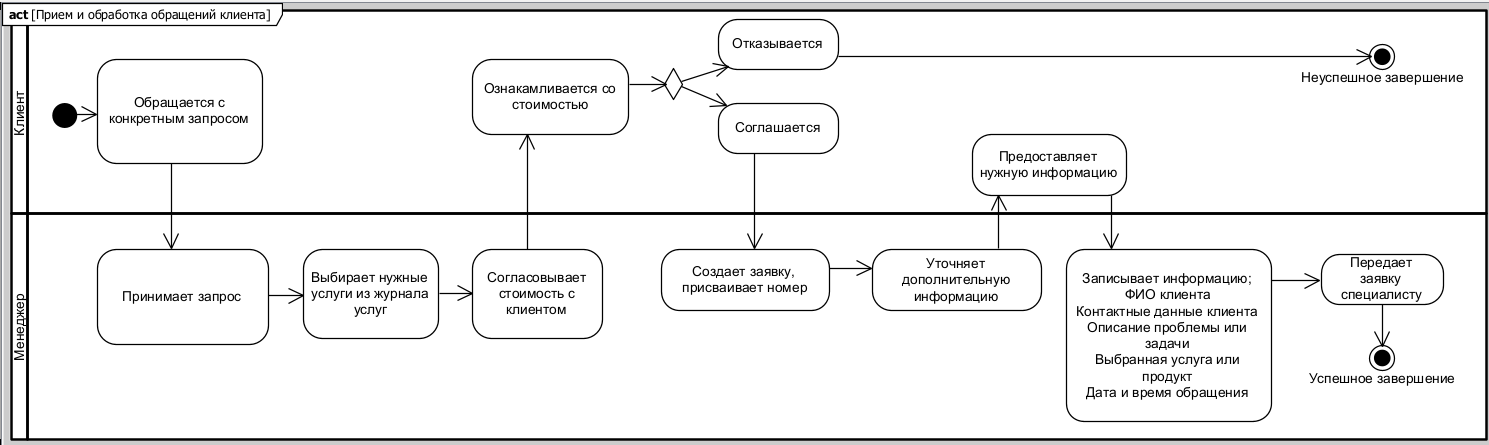 act [Прием и обработка обращений клиента]
Клиент
Обращается с
конкретным запросом
Ознакамливается со
стоимостью
Отказывается
Соглашается
Неуспешное завершение
Предоставляет
нужную информацию
Менеджер
Принимает запрос
Выбирает нужные
услуги из журнала
услуг
Согласовывает
стоимость с
клиентом
Создает заявку,
присваивает номер
Уточняет
дополнительную
информацию
Записывает информацию;
ФИО клиента
Контактные данные клиента
Описание проблемы или
задачи
Выбранная услуга или
продукт
Дата и время обращения
Передает
заявку
специалисту
Успешное завершение